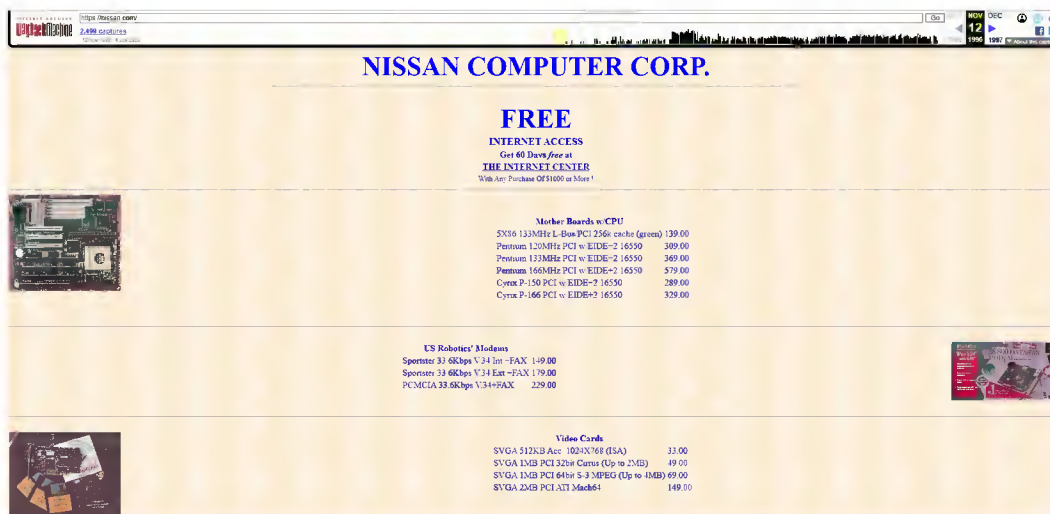 INTERNET ARCHIVE
WayBackMachine
https://nissan.com/
Go
NOV DEC
2,499 captures
12
1996 1997
About this capture
NISSAN COMPUTER CORP.
FREE
INTERNET ACCESS
Get 60 Days free at
THE INTERNET CENTER
With Any Purchase Of $1000 or More !
Mother Boards w/CPU
5X86 133MHz L-Bus/PCI 256k cache (green) 139.00
Pentium 120MHz PCI w/EIDE+2 16550 309.00
Pentium 133MHz PCI w/EIDE+2 16550 369.00
Pentium 166MHz PCI w/EIDE+2 16550 579.00
Cyrix P-150 PCI w/EIDE+2 16550 289.00
Cyrix P-166 PCI w/EIDE+2 16550 329.00
US Robotics' Modems
Sportster 33.6Kbps V.34 Int +FAX 149.00
Sportster 33.6Kbps V.34 Ext +FAX 179.00
PCMCIA 33.6Kbps V.34+FAX 229.00
Video Cards
SVGA 512KB Acc. 1024X768 (ISA) 33.00
SVGA 1MB PCI 32bit Cirrus (Up to 2MB) 49.00
SVGA 1MB PCI 64bit S-3 MPEG (Up to 4MB) 69.00
SVGA 2MB PCI ATI Mach64 149.00